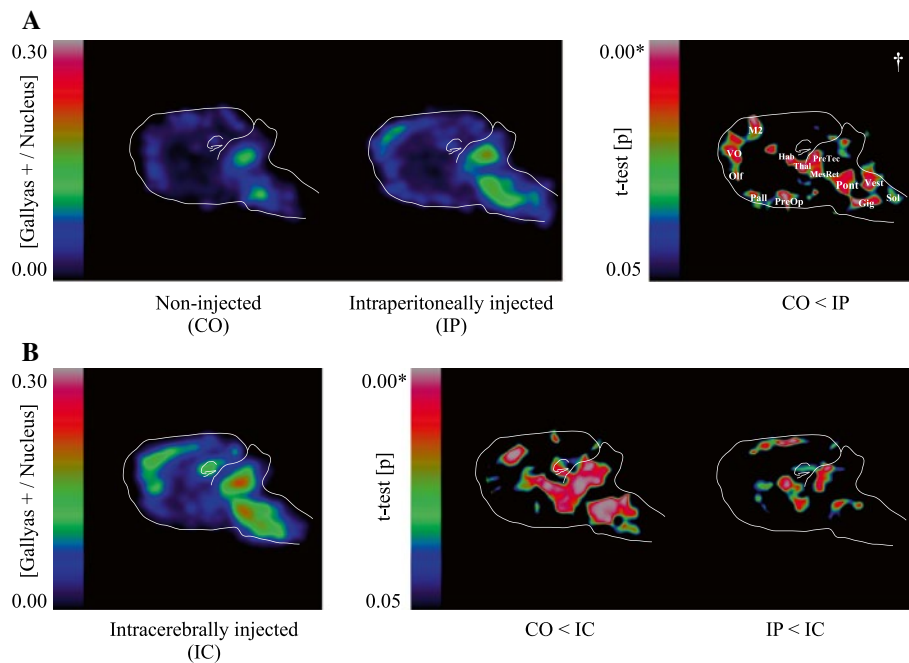 A
0.30
[Gallyas + / Nucleus]
0.00
Non-injected
(CO)
Intraperitoneally injected
(IP)
0.00*
t-test [p]
0.05
†
M2
VO
Olf
Hab
Thal
PreTec
MesRet
Pont
Vest
Pall
PreOp
Gig
Sol
CO < IP
B
0.30
[Gallyas + / Nucleus]
0.00
Intracerebrally injected
(IC)
0.00*
t-test [p]
0.05
CO < IC
IP < IC